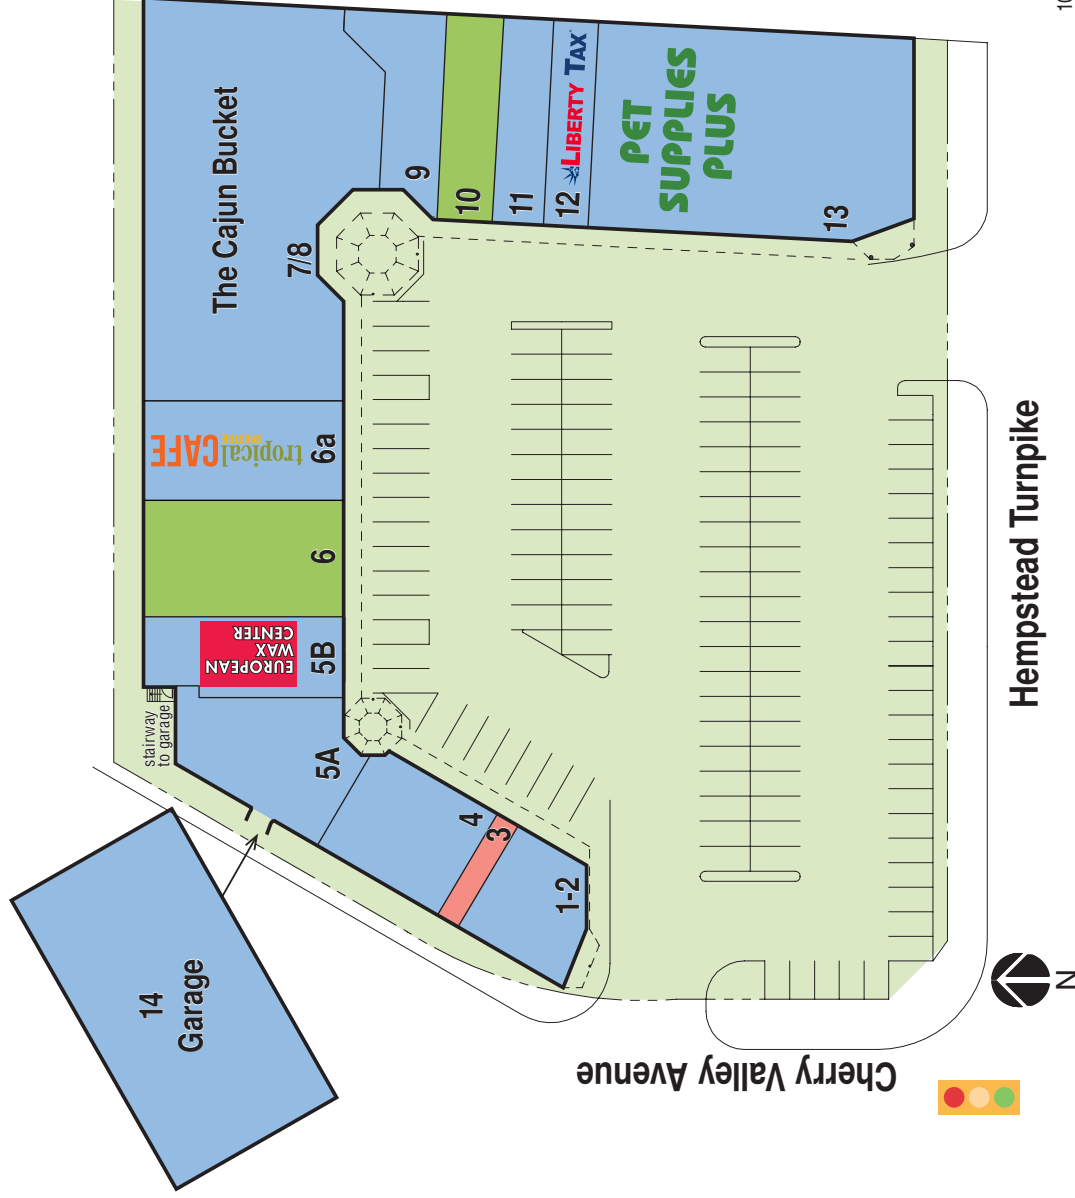 The Cajun Bucket
7/8
9
10
11
12
LIBERTY TAX
PET
SUPPLIES
PLUS
13
tropical
CAFE
6a
6
EUROPEAN
WAX
CENTER
5B
stairway
to garage
5A
4
3
1-2
14
Garage
Cherry Valley Avenue
Hempstead Turnpike
N